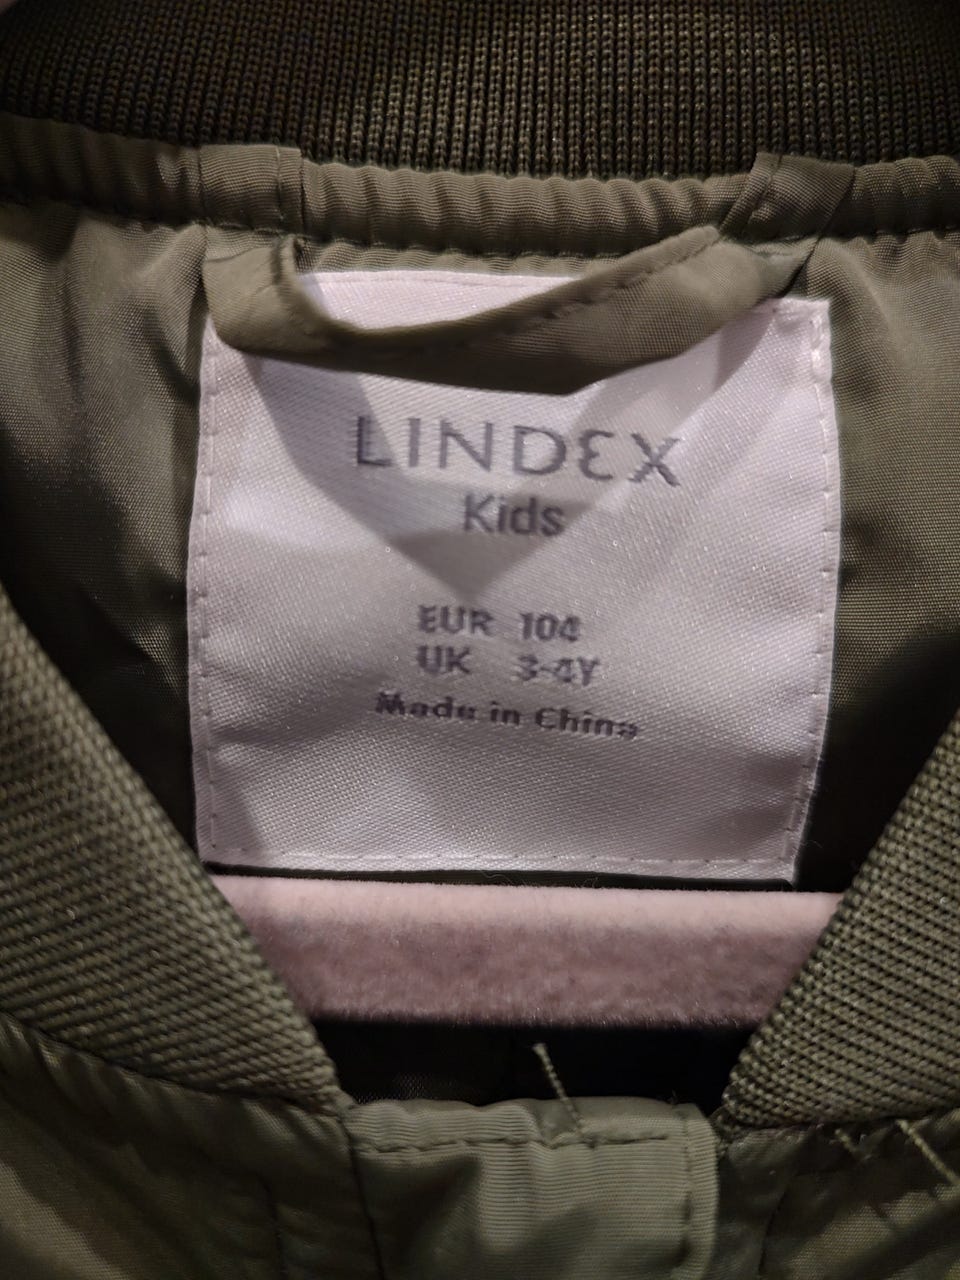 LINDEX
Kids
EUR 104
UK 3-4Y
Made in China